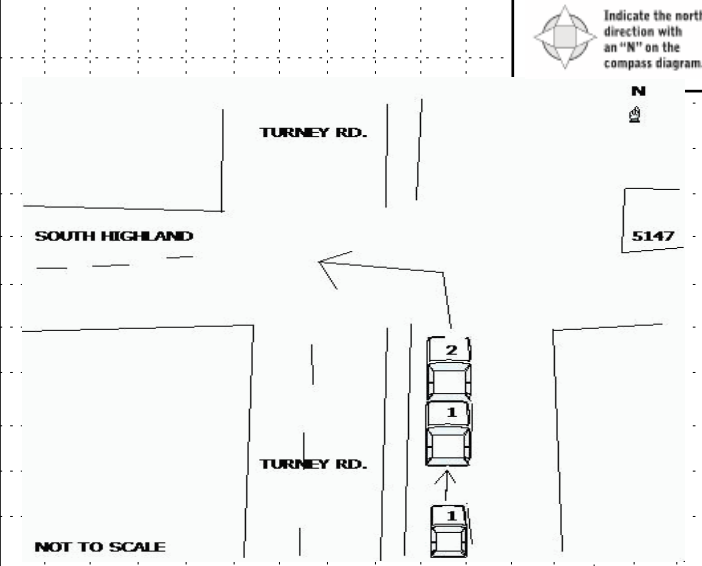 Indicate the north
direction with
an "N" on the
compass diagram.
N
TURNEY RD.
SOUTH HIGHLAND
5147
2
1
TURNEY RD.
1
NOT TO SCALE